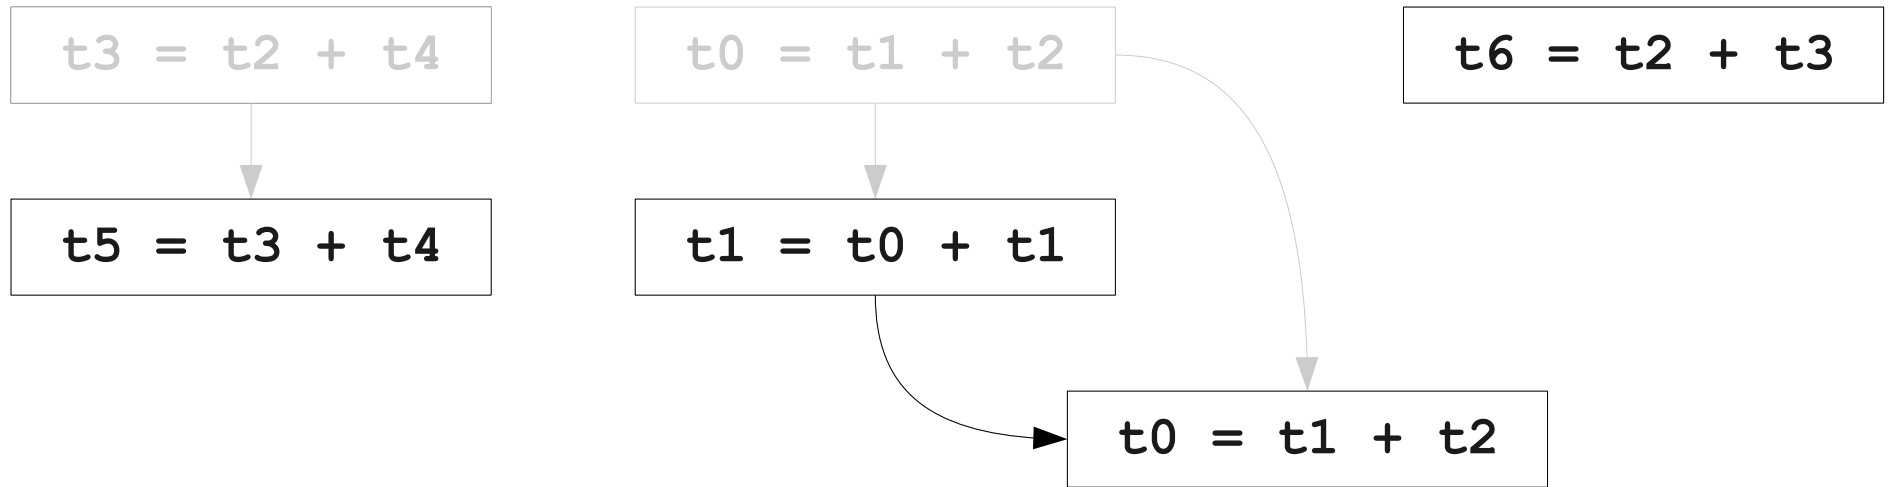 t3 = t2 + t4
t0 = t1 + t2
t6 = t2 + t3
t5 = t3 + t4
t1 = t0 + t1
t0 = t1 + t2